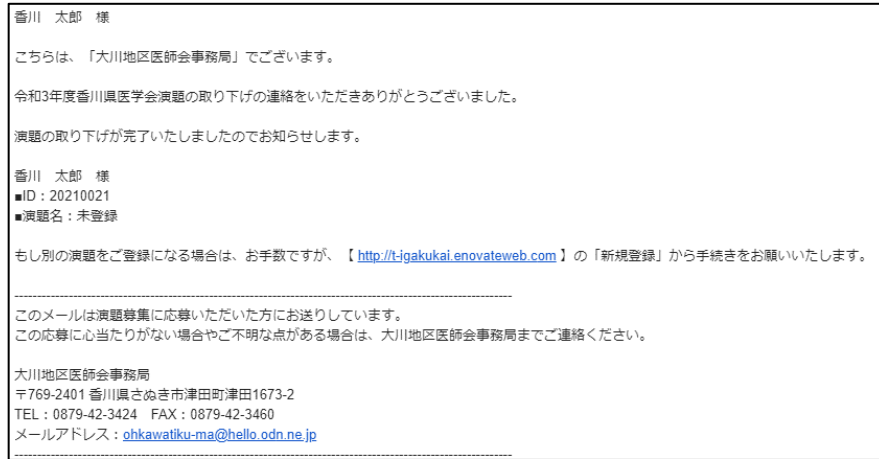 香川　太郎　様
こちらは、「大川地区医師会事務局」でございます。
令和3年度香川県医学会演題の取り下げの連絡をいただきありがとうございました。
演題の取り下げが完了いたしましたのでお知らせします。
香川　太郎　様
■ID：20210021
■演題名：未登録
もし別の演題をご登録になる場合は、お手数ですが、【 http://t-igakukai.enovateweb.com 】の「新規登録」から手続きをお願いいたします。
--------------------------------------------------------------------------------------------------------------
このメールは演題募集に応募いただいた方にお送りしています。
この応募に心当たりがない場合やご不明な点がある場合は、大川地区医師会事務局までご連絡ください。
大川地区医師会事務局
〒769-2401 香川県さぬき市津田町津田1673-2
TEL：0879-42-3424　FAX：0879-42-3460
メールアドレス：ohkawatiku-ma@hello.odn.ne.jp
--------------------------------------------------------------------------------------------------------------